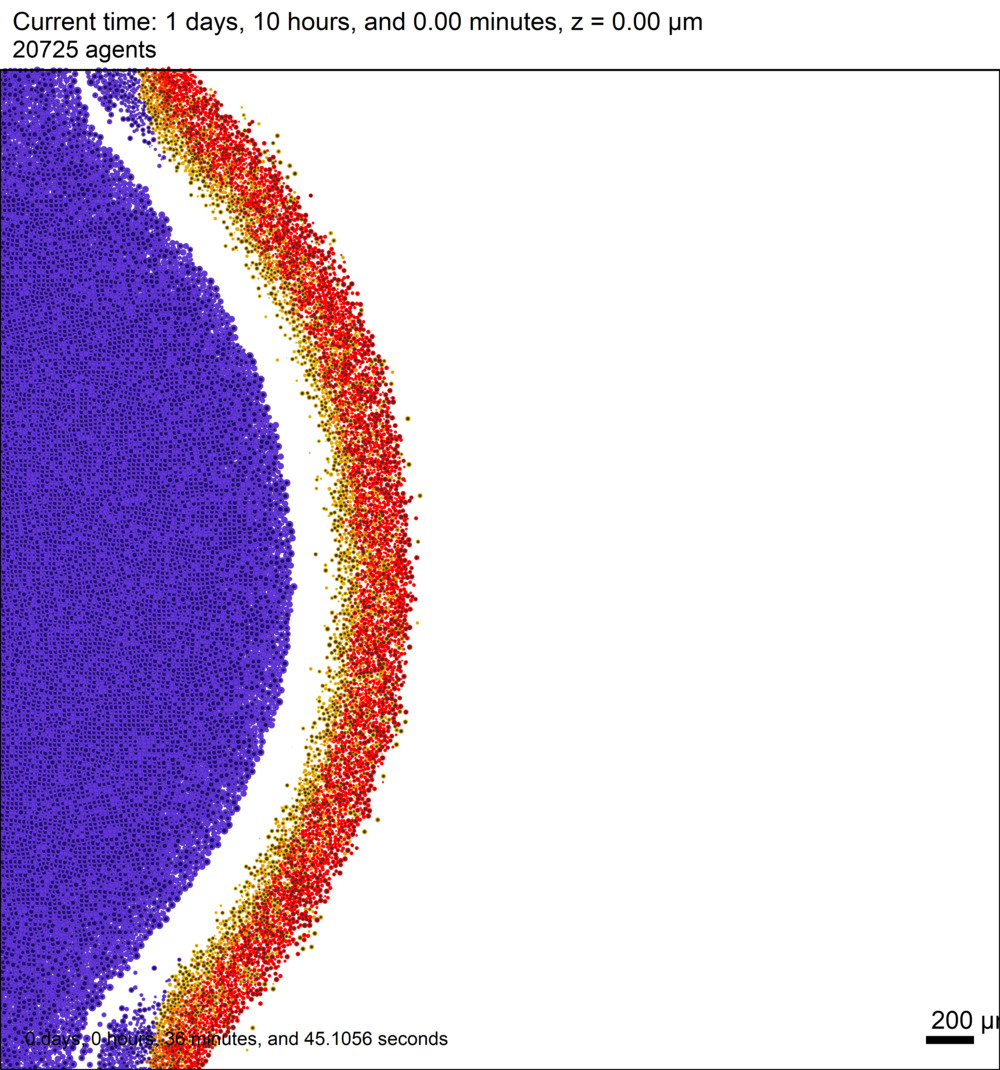 Current time: 1 days, 10 hours, and 0.00 minutes, z = 0.00 μm
20725 agents
200 μ
0 days, 0 hours, 36 minutes, and 45.1056 seconds